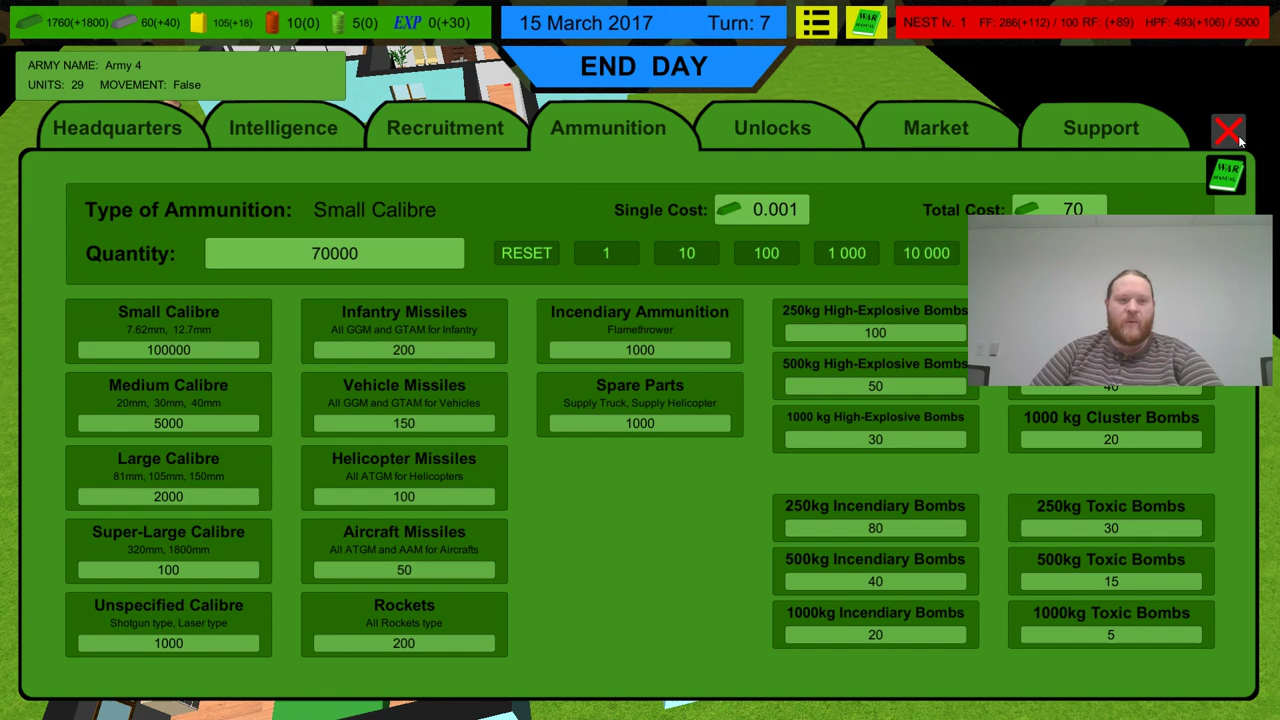 1760(+1800) 60(+40) 105(+18) 10(0) 5(0) EXP 0(+30) 15 March 2017 Turn: 7 WAR MANUAL NEST lv. 1 FF: 286(+112) / 100 RF: (+89) HPF: 493(+106) / 5000
ARMY NAME: Army 4
UNITS: 29 MOVEMENT: False
END DAY
Headquarters Intelligence Recruitment Ammunition Unlocks Market Support
WAR MANUAL
Type of Ammunition: Small Calibre Single Cost: 0.001 Total Cost: 70
Quantity: 70000 RESET 1 10 100 1 000 10 000
Small Calibre
7.62mm, 12.7mm
100000
Medium Calibre
20mm, 30mm, 40mm
5000
Large Calibre
81mm, 105mm, 150mm
2000
Super-Large Calibre
320mm, 1800mm
100
Unspecified Calibre
Shotgun type, Laser type
1000
Infantry Missiles
All GGM and GTAM for Infantry
200
Vehicle Missiles
All GGM and GTAM for Vehicles
150
Helicopter Missiles
All ATGM for Helicopters
100
Aircraft Missiles
All ATGM and AAM for Aircrafts
50
Rockets
All Rockets type
200
Incendiary Ammunition
Flamethrower
1000
Spare Parts
Supply Truck, Supply Helicopter
1000
250kg High-Explosive Bombs
100
500kg High-Explosive Bombs
50
1000 kg High-Explosive Bombs
30
250kg Incendiary Bombs
80
500kg Incendiary Bombs
40
1000kg Incendiary Bombs
20
40
1000 kg Cluster Bombs
20
250kg Toxic Bombs
30
500kg Toxic Bombs
15
1000kg Toxic Bombs
5